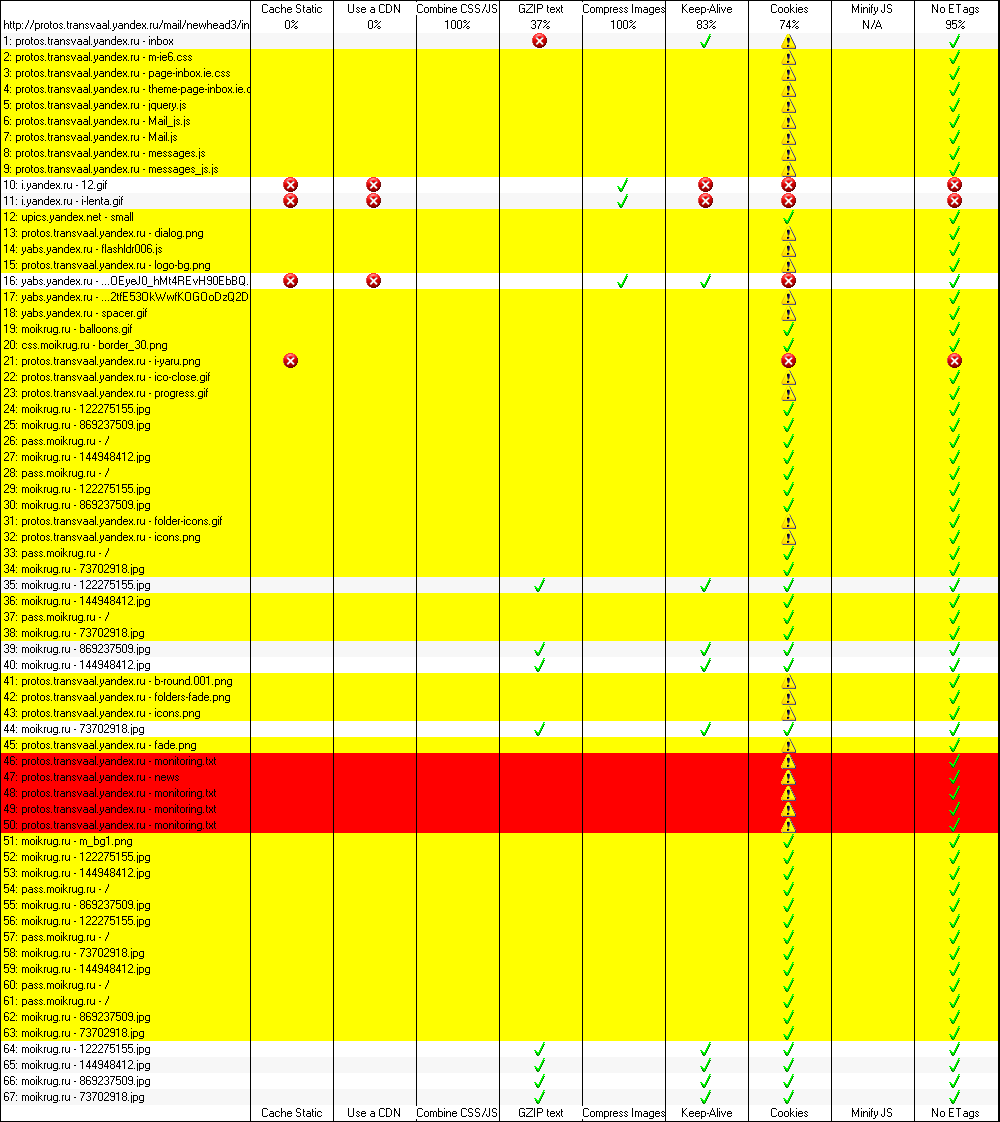 Cache Static Use a CDN Combine CSS/JS GZIP text Compress Images Keep-Alive Cookies Minify JS No ETags
http://protos.transvaal.yandex.ru/mail/newhead3/in 0% 0% 100% 37% 100% 83% 74% N/A 95%
1: protos.transvaal.yandex.ru - inbox
2: protos.transvaal.yandex.ru - m-ie6.css
3: protos.transvaal.yandex.ru - page-inbox.ie.css
4: protos.transvaal.yandex.ru - theme-page-inbox.ie.c
5: protos.transvaal.yandex.ru - jquery.js
6: protos.transvaal.yandex.ru - Mail_js.js
7: protos.transvaal.yandex.ru - Mail.js
8: protos.transvaal.yandex.ru - messages.js
9: protos.transvaal.yandex.ru - messages_js.js
10: i.yandex.ru - 12.gif
11: i.yandex.ru - i-lenta.gif
12: upics.yandex.net - small
13: protos.transvaal.yandex.ru - dialog.png
14: yabs.yandex.ru - flashldr006.js
15: protos.transvaal.yandex.ru - logo-bg.png
16: yabs.yandex.ru - ...OEyeJ0_hMt4REvH90EbBQ.
17: yabs.yandex.ru - ...2tfE53OkWwfKOGOoDzQ2D
18: yabs.yandex.ru - spacer.gif
19: moikrug.ru - balloons.gif
20: css.moikrug.ru - border_30.png
21: protos.transvaal.yandex.ru - i-yaru.png
22: protos.transvaal.yandex.ru - ico-close.gif
23: protos.transvaal.yandex.ru - progress.gif
24: moikrug.ru - 122275155.jpg
25: moikrug.ru - 869237509.jpg
26: pass.moikrug.ru - /
27: moikrug.ru - 144948412.jpg
28: pass.moikrug.ru - /
29: moikrug.ru - 122275155.jpg
30: moikrug.ru - 869237509.jpg
31: protos.transvaal.yandex.ru - folder-icons.gif
32: protos.transvaal.yandex.ru - icons.png
33: pass.moikrug.ru - /
34: moikrug.ru - 73702918.jpg
35: moikrug.ru - 122275155.jpg
36: moikrug.ru - 144948412.jpg
37: pass.moikrug.ru - /
38: moikrug.ru - 73702918.jpg
39: moikrug.ru - 869237509.jpg
40: moikrug.ru - 144948412.jpg
41: protos.transvaal.yandex.ru - b-round.001.png
42: protos.transvaal.yandex.ru - folders-fade.png
43: protos.transvaal.yandex.ru - icons.png
44: moikrug.ru - 73702918.jpg
45: protos.transvaal.yandex.ru - fade.png
46: protos.transvaal.yandex.ru - monitoring.txt
47: protos.transvaal.yandex.ru - news
48: protos.transvaal.yandex.ru - monitoring.txt
49: protos.transvaal.yandex.ru - monitoring.txt
50: protos.transvaal.yandex.ru - monitoring.txt
51: moikrug.ru - m_bg1.png
52: moikrug.ru - 122275155.jpg
53: moikrug.ru - 144948412.jpg
54: pass.moikrug.ru - /
55: moikrug.ru - 869237509.jpg
56: moikrug.ru - 122275155.jpg
57: pass.moikrug.ru - /
58: moikrug.ru - 73702918.jpg
59: moikrug.ru - 144948412.jpg
60: pass.moikrug.ru - /
61: pass.moikrug.ru - /
62: moikrug.ru - 869237509.jpg
63: moikrug.ru - 73702918.jpg
64: moikrug.ru - 122275155.jpg
65: moikrug.ru - 144948412.jpg
66: moikrug.ru - 869237509.jpg
67: moikrug.ru - 73702918.jpg
Cache Static Use a CDN Combine CSS/JS GZIP text Compress Images Keep-Alive Cookies Minify JS No ETags